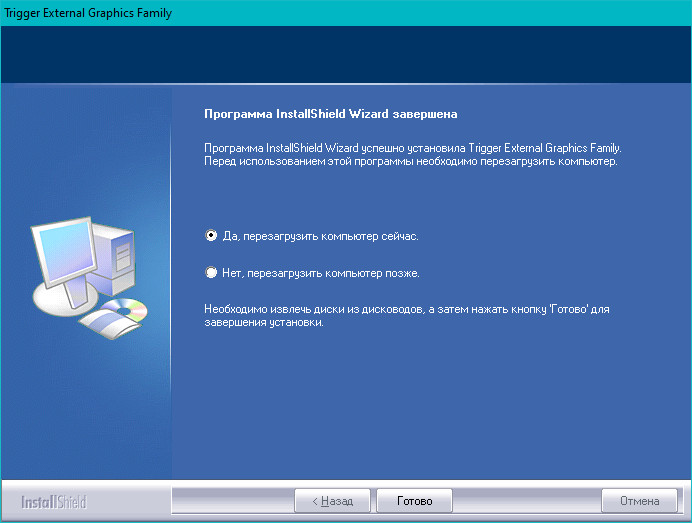 Trigger External Graphics Family
Программа InstallShield Wizard завершена
Программа InstallShield Wizard успешно установила Trigger External Graphics Family.
Перед использованием этой программы необходимо перезагрузить компьютер.
Да, перезагрузить компьютер сейчас.
Нет, перезагрузить компьютер позже.
Необходимо извлечь диски из дисководов, а затем нажать кнопку 'Готово' для
завершения установки.
InstallShield
< Назад
Готово
Отмена